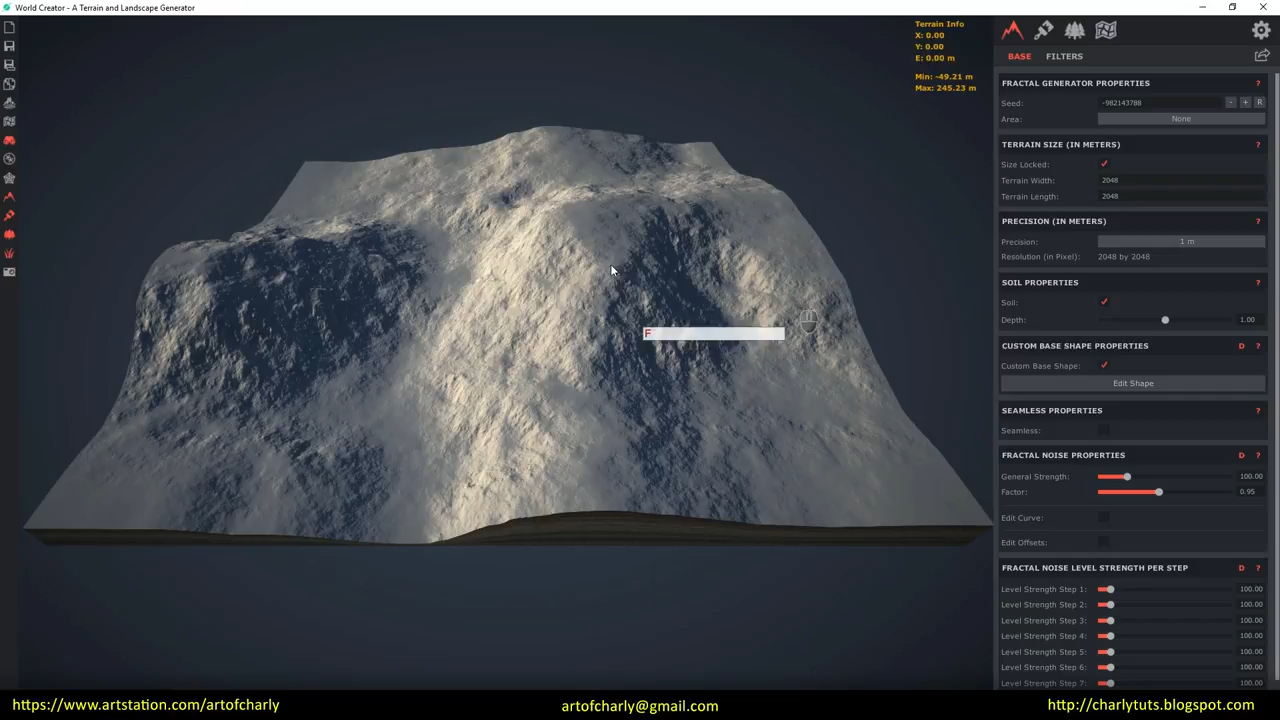 World Creator - A Terrain and Landscape Generator
Terrain Info
X: 0.00
Y: 0.00
E: 0.00 m
Min: -49.21 m
Max: 245.23 m
F
BASE FILTERS
FRACTAL GENERATOR PROPERTIES ?
Seed: -982143788 - + R
Area: None
TERRAIN SIZE (IN METERS) ?
Size Locked:
Terrain Width: 2048
Terrain Length: 2048
PRECISION (IN METERS) ?
Precision: 1 m
Resolution (in Pixel): 2048 by 2048
SOIL PROPERTIES ?
Soil:
Depth: 1.00
CUSTOM BASE SHAPE PROPERTIES D ?
Custom Base Shape:
Edit Shape
SEAMLESS PROPERTIES ?
Seamless:
FRACTAL NOISE PROPERTIES D ?
General Strength: 100.00
Factor: 0.95
Edit Curve:
Edit Offsets:
FRACTAL NOISE LEVEL STRENGTH PER STEP D ?
Level Strength Step 1: 100.00
Level Strength Step 2: 100.00
Level Strength Step 3: 100.00
Level Strength Step 4: 100.00
Level Strength Step 5: 100.00
Level Strength Step 6: 100.00
Level Strength Step 7: 100.00
https://www.artstation.com/artofcharly artofcharly@gmail.com http://charlytuts.blogspot.com